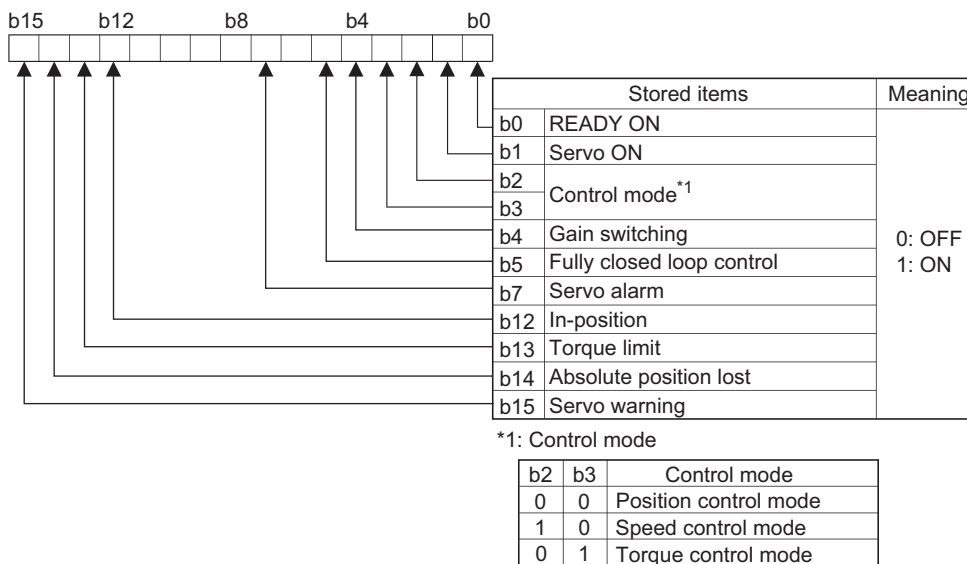 b15 b12 b8 b4 b0
Stored items Meaning
b0 READY ON
b1 Servo ON
b2
b3
Control mode*1
b4 Gain switching
b5 Fully closed loop control
b7 Servo alarm
b12 In-position
b13 Torque limit
b14 Absolute position lost
b15 Servo warning
0: OFF
1: ON
*1: Control mode
b2 b3 Control mode
0 0 Position control mode
1 0 Speed control mode
0 1 Torque control mode